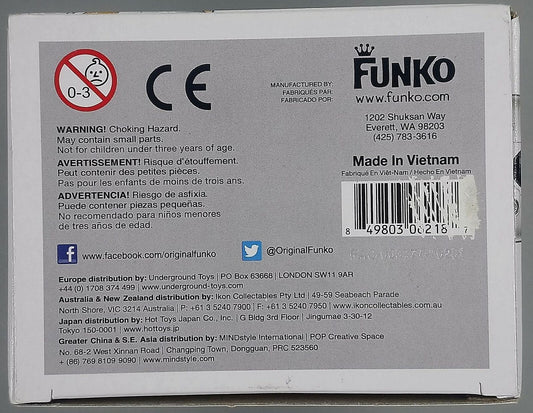 0-3
CE
MANUFACTURED BY:
FABRIQUÉS PAR:
FABRICADO POR:
FUNKO
www.funko.com
1202 Shuksan Way
Everett, WA 98203
(425) 783-3616
WARNING! Choking Hazard.
May contain small parts.
Not for children under three years of age.
AVERTISSEMENT! Risque d'étouffement.
Peut contenir des petites pièces.
Pas pour les enfants de moins de trois ans.
ADVERTENCIA! Riesgo de asfixia.
Puede contener piezas pequeñas.
No recomendado para niños menores
de tres años de edad.
Made In Vietnam
Fabriqué En Viêt-Nam / Hecho En Vietnam
8 49803 06218 7
www.facebook.com/originalfunko
@OriginalFunko
Europe distribution by: Underground Toys | PO Box 63668 | LONDON SW11 9AR
+44 (0) 1708 374 499 | www.underground-toys.com
Australia & New Zealand distribution by: Ikon Collectables Pty Ltd | 49-59 Seabeach Parade
North Shore, VIC 3214 Australia | P: +61 3 5240 7900 | F: +61 3 5240 7950 | www.ikoncollectables.com.au
Japan distribution by: Hot Toys Japan Co., Inc. | G Bldg 3rd Floor | Jingumae 3-30-12
Tokyo 150-0001 | www.hottoys.jp
Greater China & S.E. Asia distribution by: MINDstyle International | POP Creative Space
No. 68-2 West Xinnan Road | Changping Town, Dongguan, PRC 523560
+ (86) 769 8109 9090 | www.mindstyle.com